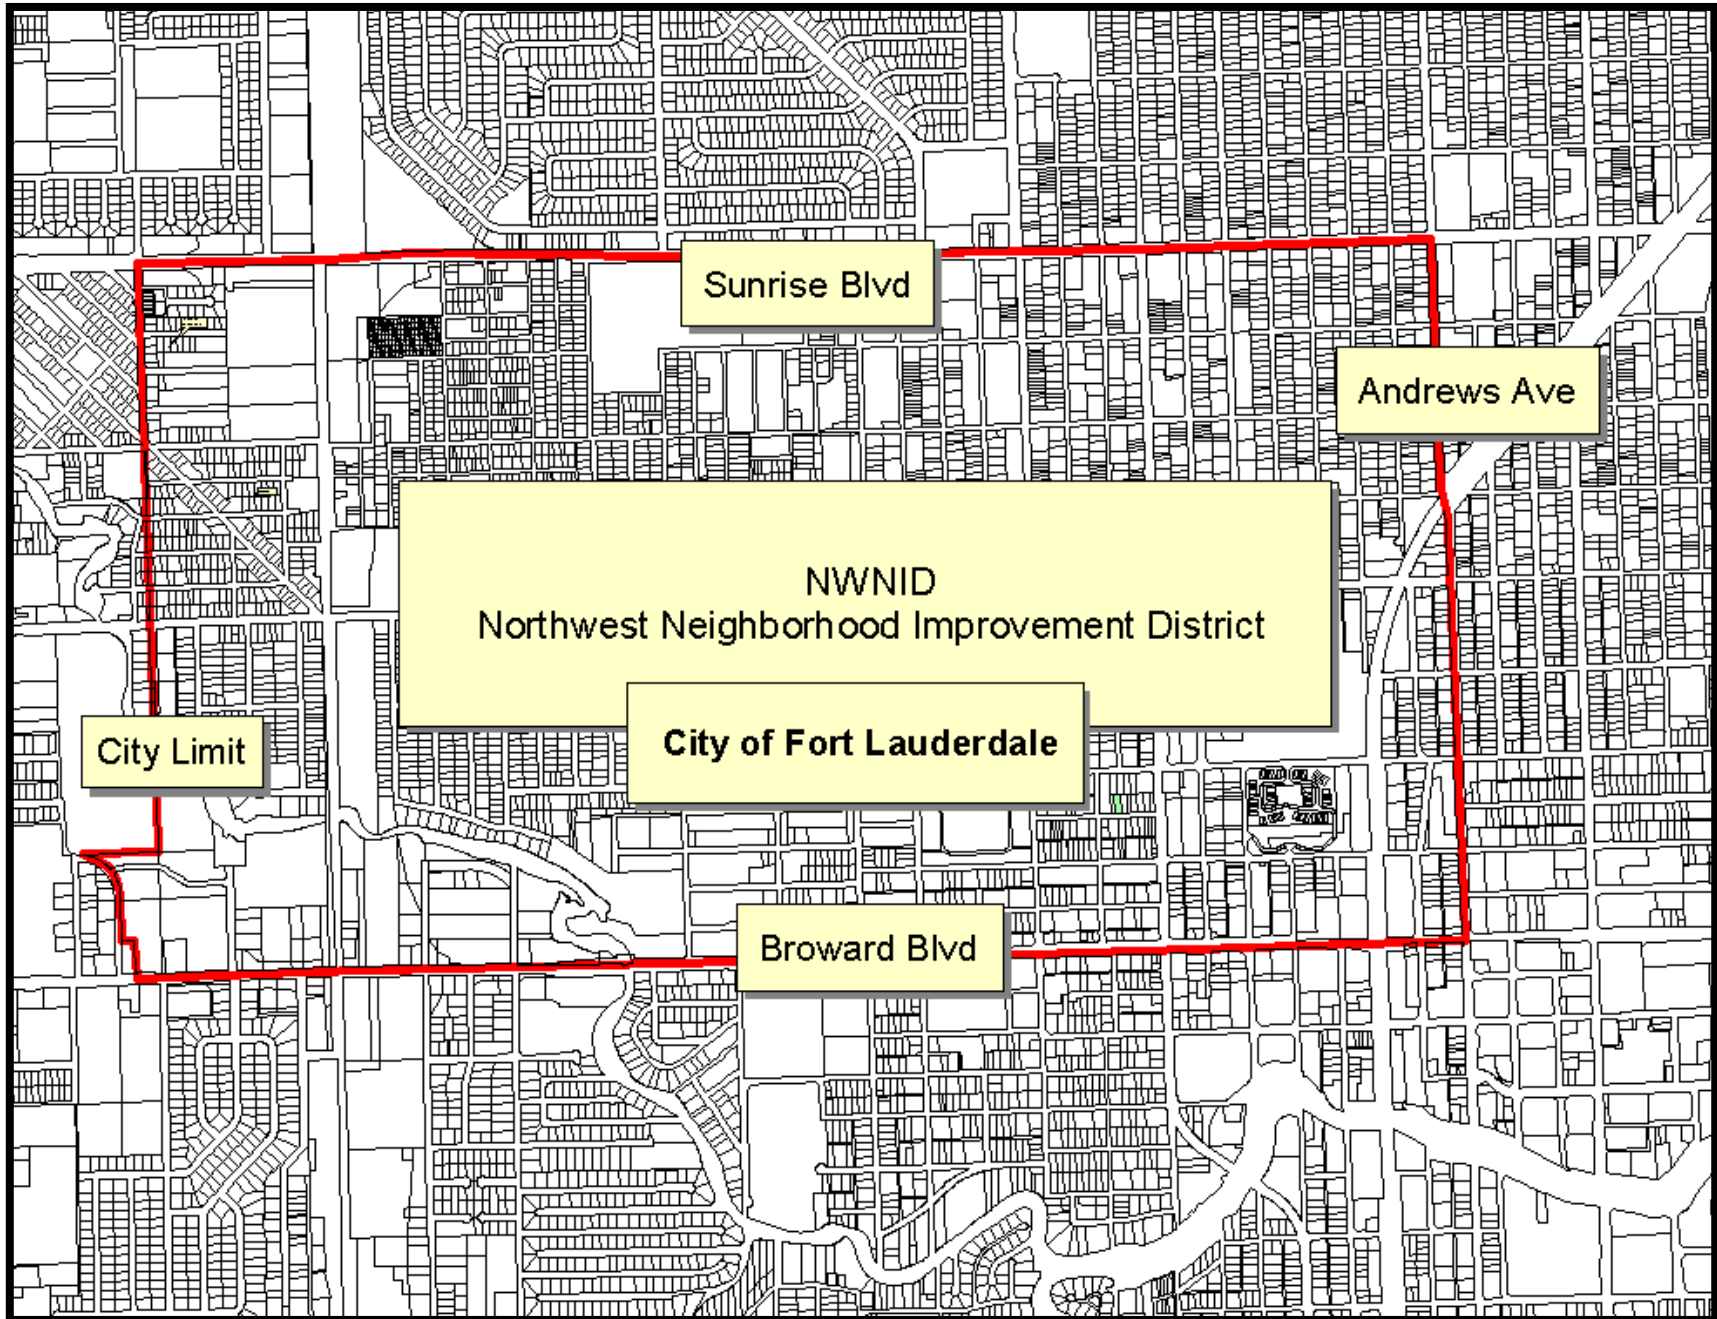 Sunrise Blvd
Andrews Ave
NWNID
Northwest Neighborhood Improvement District
City of Fort Lauderdale
City Limit
Broward Blvd